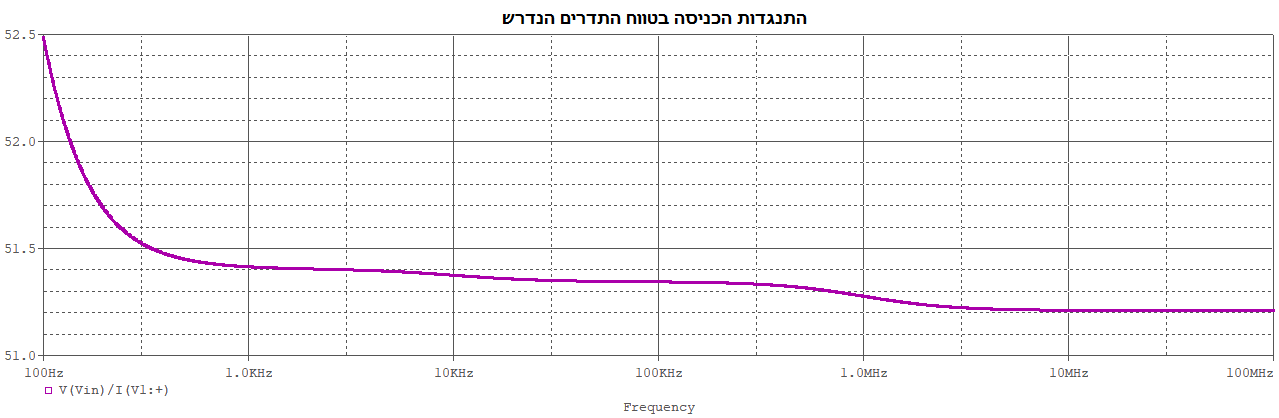 התנגדות הכניסה בטווח התדרים הנדרש
52.5
52.0
51.5
51.0
100Hz 1.0KHz 10KHz 100KHz 1.0MHz 10MHz 100MHz
V(Vin)/I(V1:+)
Frequency